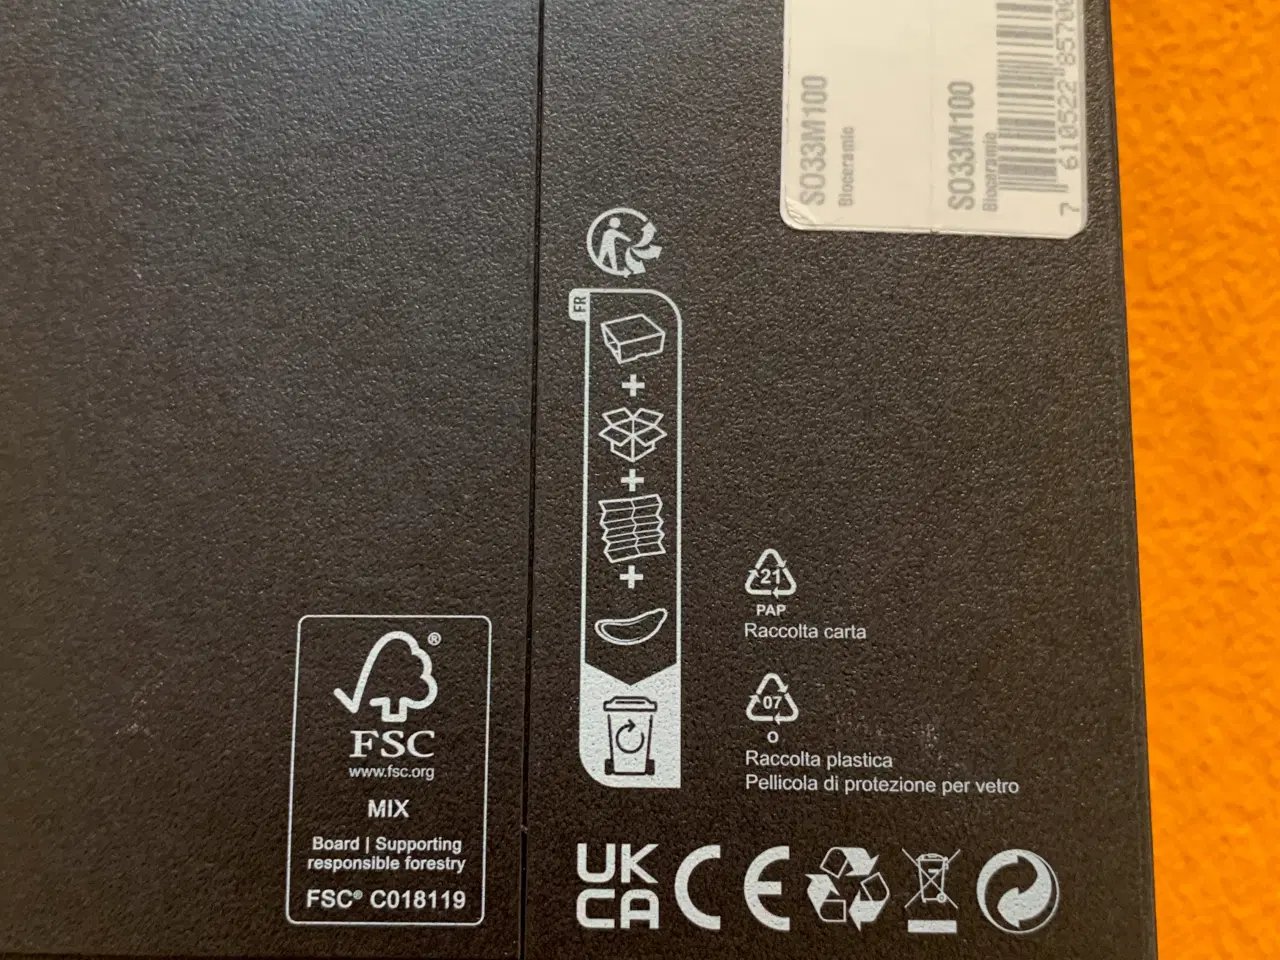 SO33M100
Bioceramic
SO33M100
Bioceramic
7 610522 85700
FR
21
PAP
Raccolta carta
07
O
Raccolta plastica
Pellicola di protezione per vetro
®
FSC
www.fsc.org
MIX
Board | Supporting
responsible forestry
FSC® C018119
UK
CA
CE